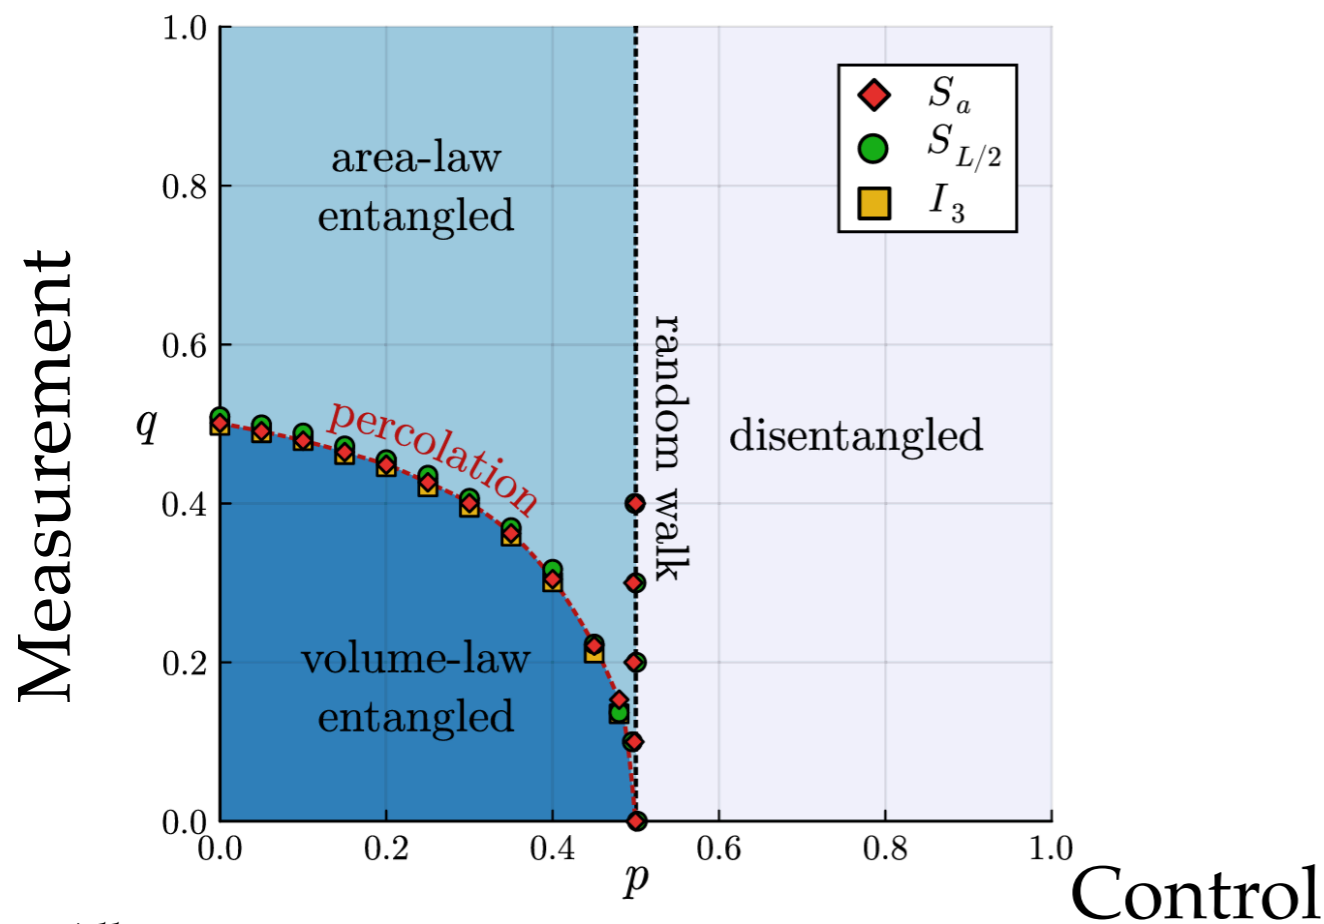 1.0
0.8
0.6
0.4
0.2
0.0
0.0 0.2 0.4 0.6 0.8 1.0
Measurement
q
p
Control
area-law
entangled
percolation
volume-law
entangled
random walk
disentangled
S_a
S_{L/2}
I_3